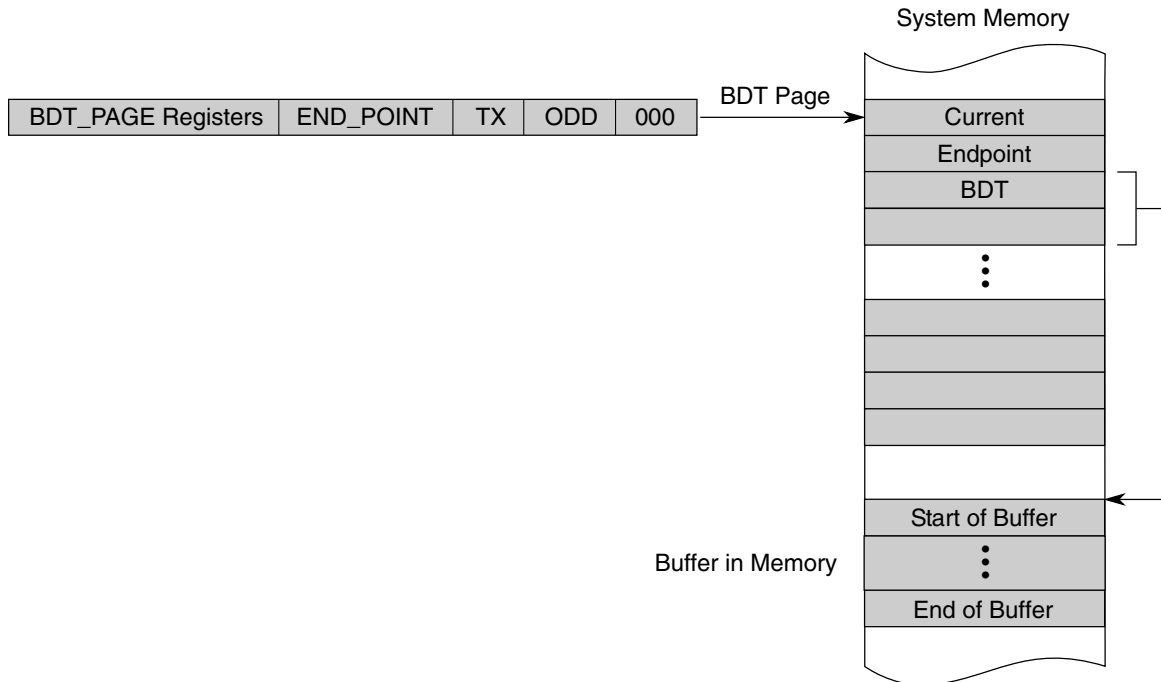 System Memory
BDT_PAGE Registers END_POINT TX ODD 000
BDT Page
Current
Endpoint
BDT
Start of Buffer
Buffer in Memory
End of Buffer